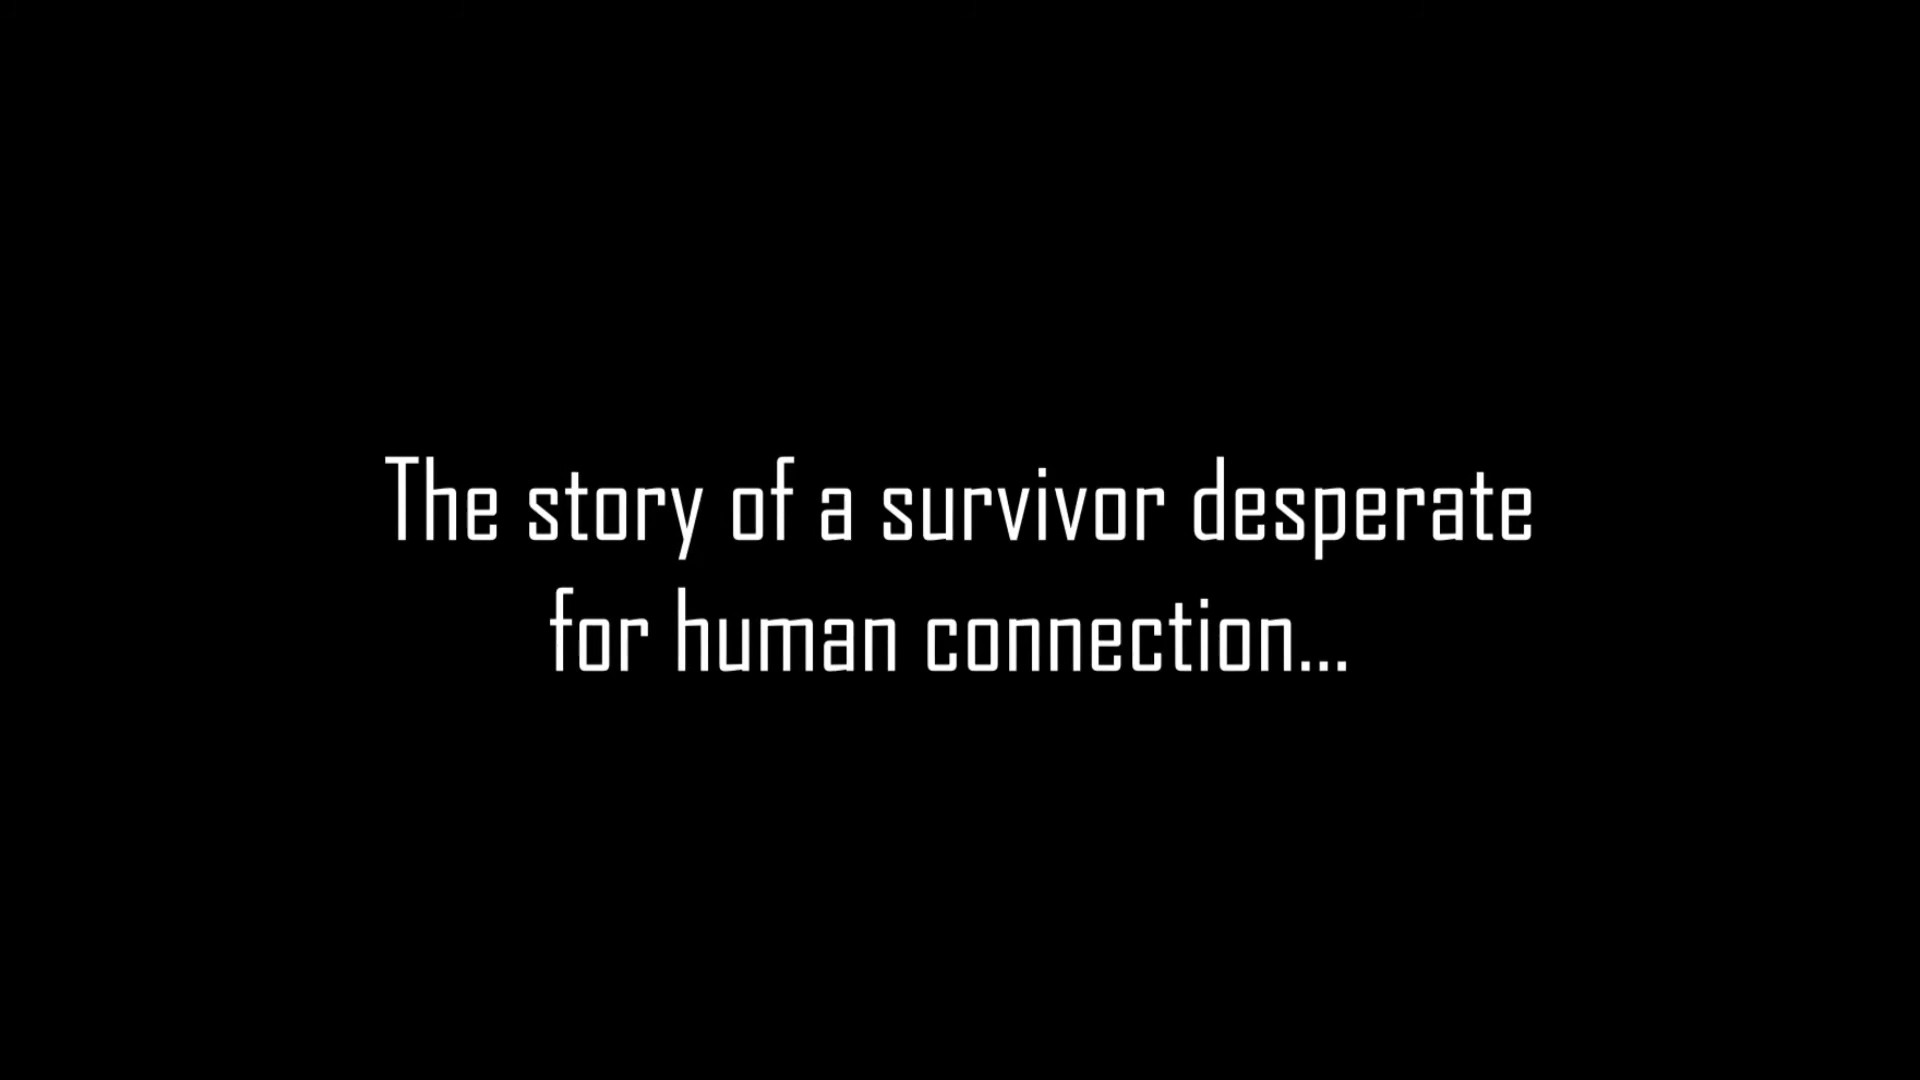 The story of a survivor desperate
for human connection...